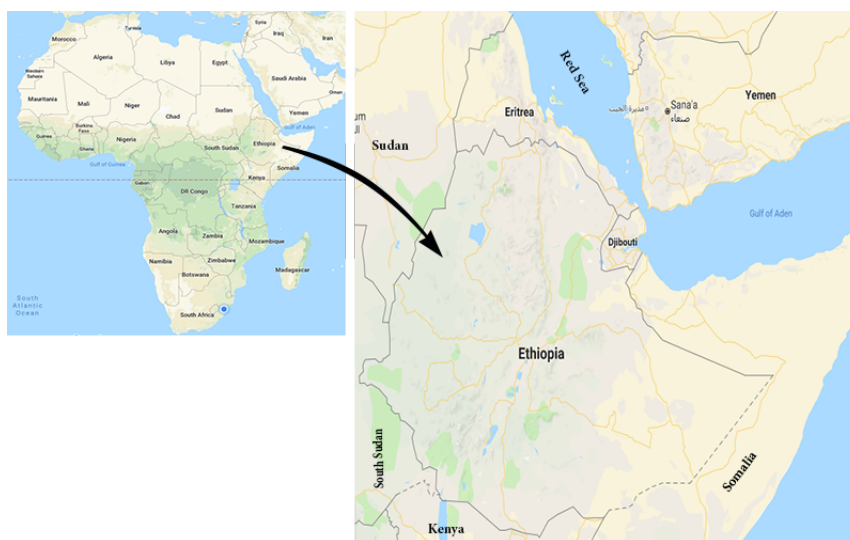 Morocco
Tunisia
Algeria
Libya
Egypt
Western
Sahara
Mauritania
Mali
Niger
Chad
Sudan
Burkina
Faso
Guinea
Ghana
Nigeria
South Sudan
Ethiopia
Somalia
Gulf of Guinea
Gabon
DR Congo
Kenya
Tanzania
Angola
Zambia
Mozambique
Namibia
Zimbabwe
Botswana
Madagascar
South Africa
South
Atlantic
Ocean
Syria
Iraq
Iran
Saudi Arabia
Oman
Yemen
Gulf of Aden
Red Sea
Eritrea
Sana'a
صنعاء
مديرية الحجيب
Yemen
um
Sudan
Gulf of Aden
Djibouti
Ethiopia
South Sudan
Somalia
Kenya